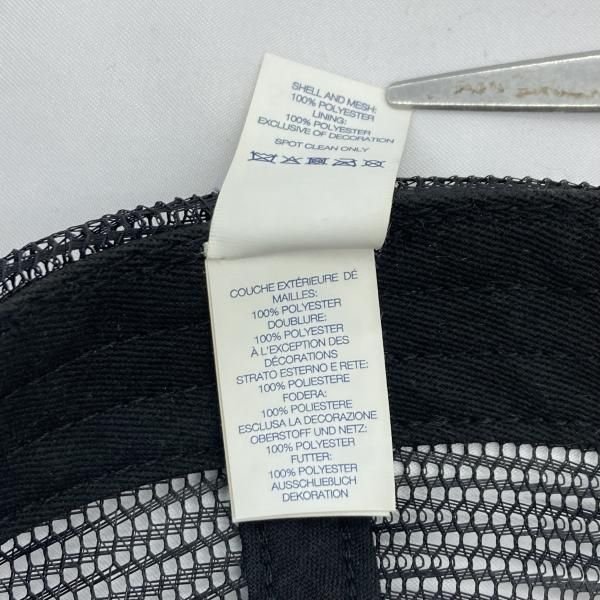 SHELL AND MESH:
100% POLYESTER
LINING:
100% POLYESTER
EXCLUSIVE OF DECORATION
SPOT CLEAN ONLY
COUCHE EXTÉRIEURE DÉ
MAILLES:
100% POLYESTER
DOUBLURE:
100% POLYESTER
À L'EXCEPTION DES
DÉCORATIONS
STRATO ESTERNO E RETE:
100% POLIESTERE
FODERA:
100% POLIESTERE
ESCLUSA LA DECORAZIONE
OBERSTOFF UND NETZ:
100% POLYESTER
FUTTER:
100% POLYESTER
AUSSCHLIEßLICH
DEKORATION